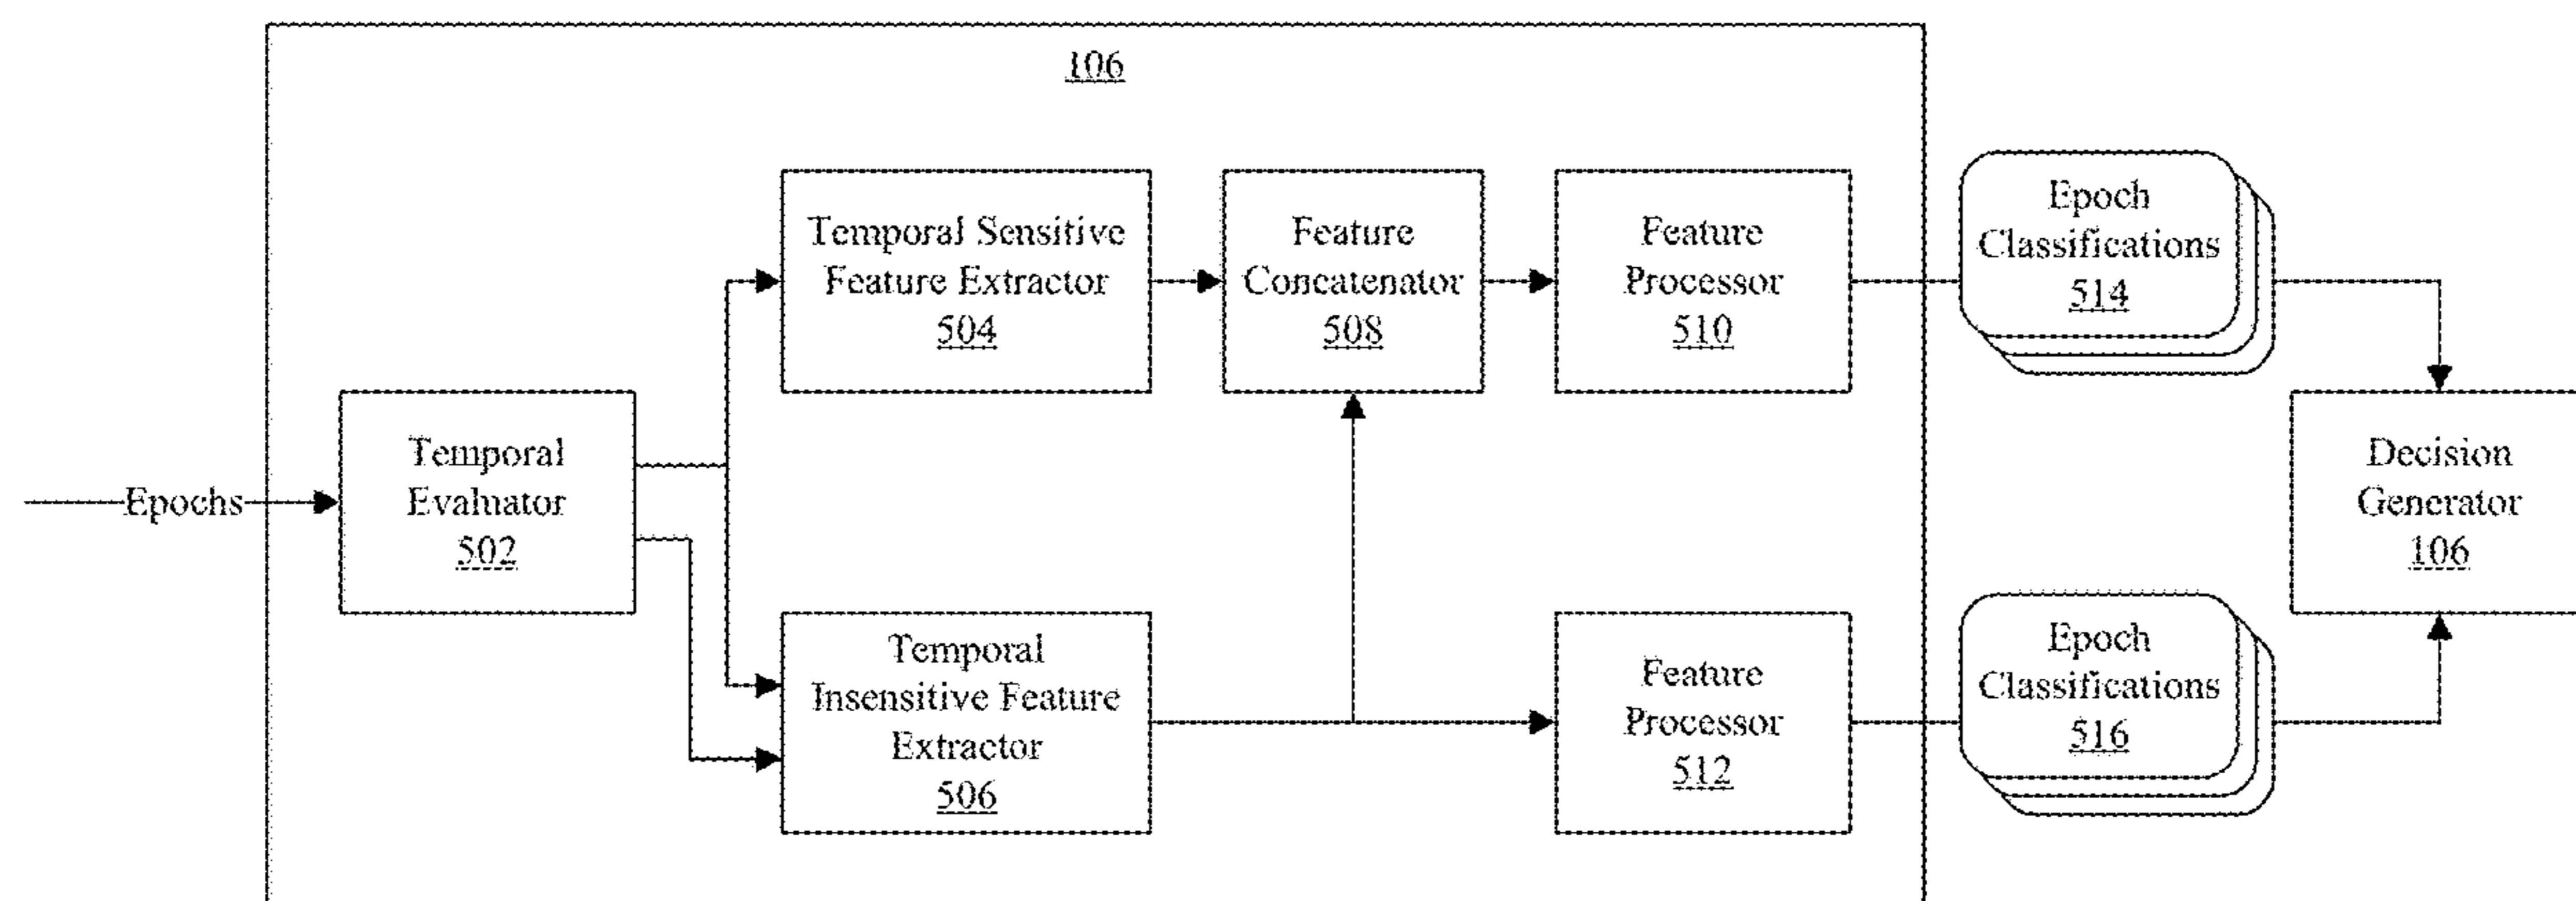 106
Epochs
Temporal
Evaluator
502
Temporal Sensitive
Feature Extractor
504
Temporal
Insensitive Feature
Extractor
506
Feature
Concatenator
508
Feature
Processor
510
Feature
Processor
512
Epoch
Classifications
514
Epoch
Classifications
516
Decision
Generator
106